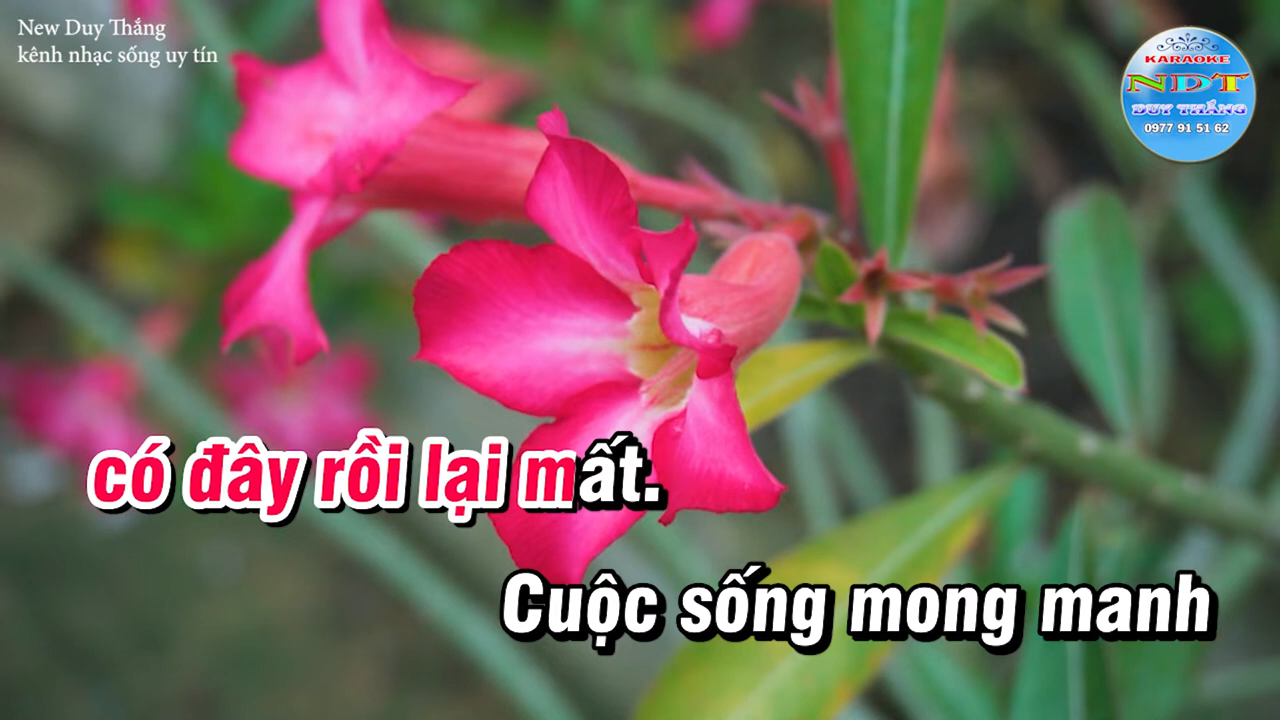 New Duy Thắng
kênh nhạc sống uy tín
KARAOKE
NDT
DUY THẮNG
0977 91 51 62
có đây rồi lại mất.
Cuộc sống mong manh